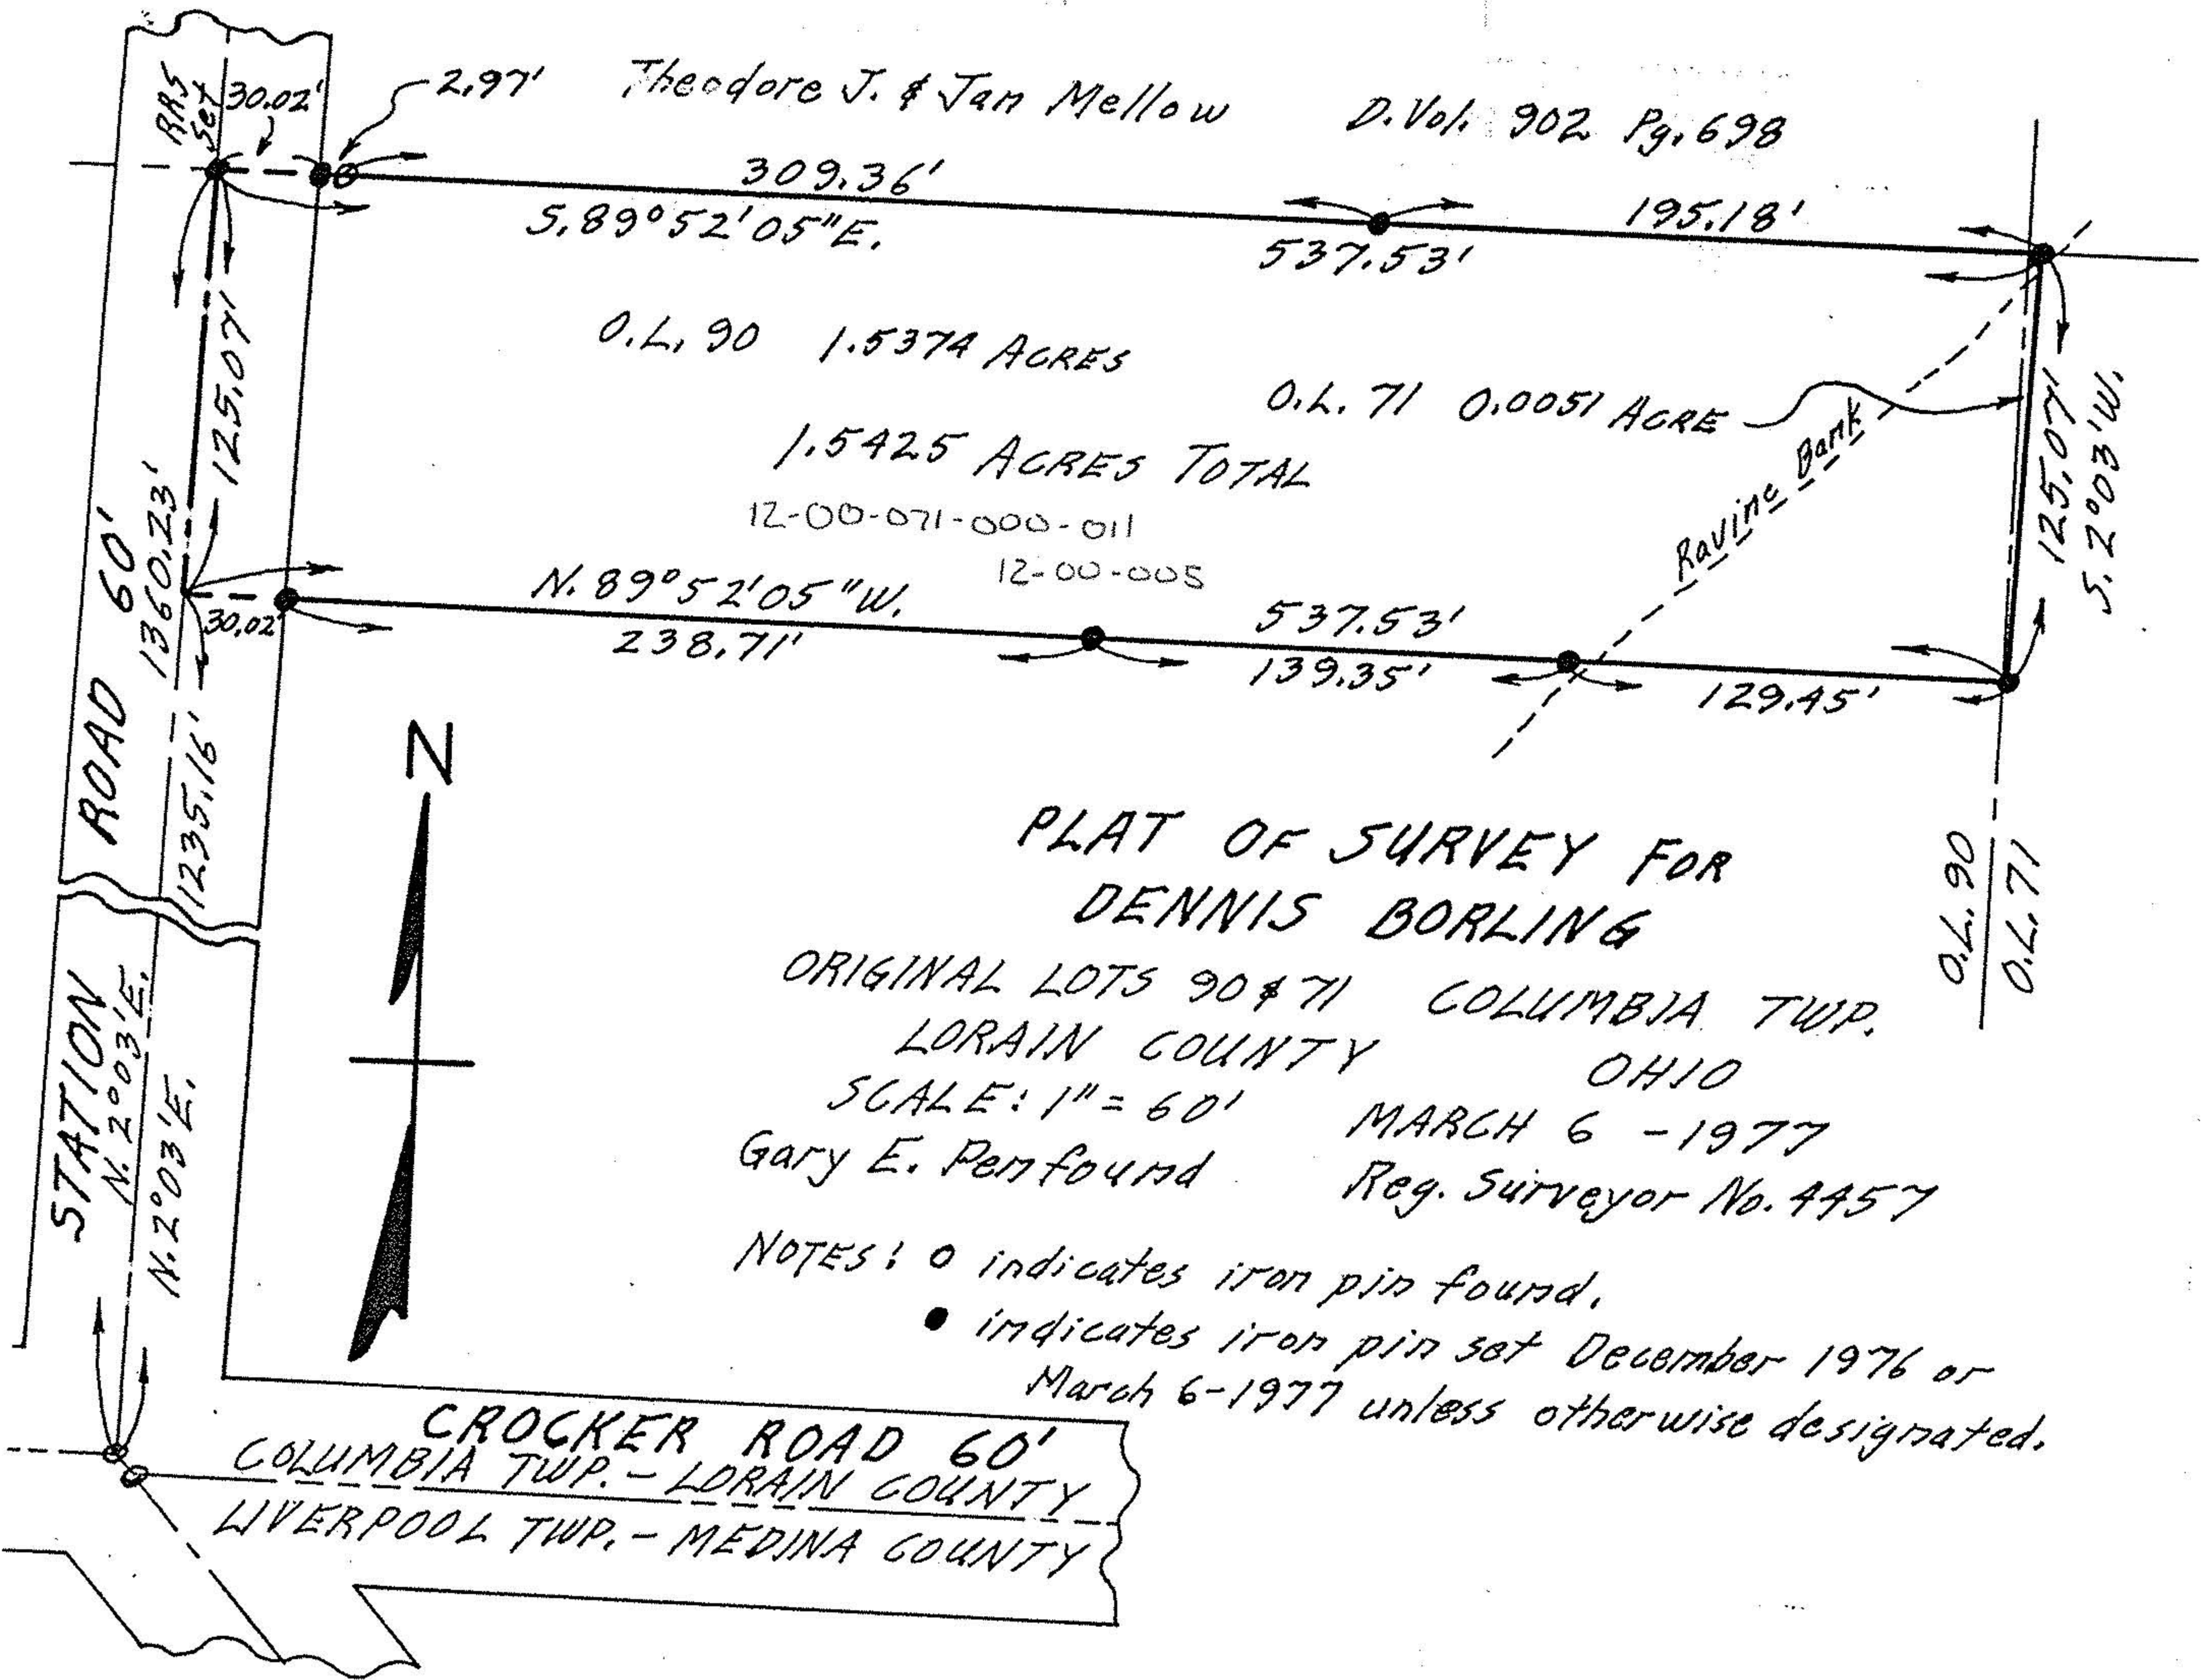 RRS
Set
30.02'
2.97'
Theodore J. & Jan Mellow D. Vol. 902 Pg. 698
309.36'
S. 89° 52' 05" E.
537.53'
195.18'
125.07'
O.L. 90 1.5374 ACRES
O.L. 71 0.0051 ACRE
1.5425 ACRES TOTAL
12-00-071-000-011
12-00-005
Ravine Bank
125.07'
S. 2° 03' W.
N. 89° 52' 05" W.
537.53'
30.02'
238.71'
139.35'
129.45'
STATION ROAD 60'
1360.23'
1235.16'
N. 2° 03' E.
N. 2° 03' E.
N
O.L. 90
O.L. 71
PLAT OF SURVEY FOR
DENNIS BORLING
ORIGINAL LOTS 90 & 71 COLUMBIA TWP.
LORAIN COUNTY OHIO
SCALE: 1" = 60' MARCH 6 - 1977
Gary E. Penfound Reg. Surveyor No. 4457
NOTES: o indicates iron pin found.
● indicates iron pin set December 1976 or
March 6-1977 unless otherwise designated.
CROCKER ROAD 60'
COLUMBIA TWP. - LORAIN COUNTY
LIVERPOOL TWP. - MEDINA COUNTY